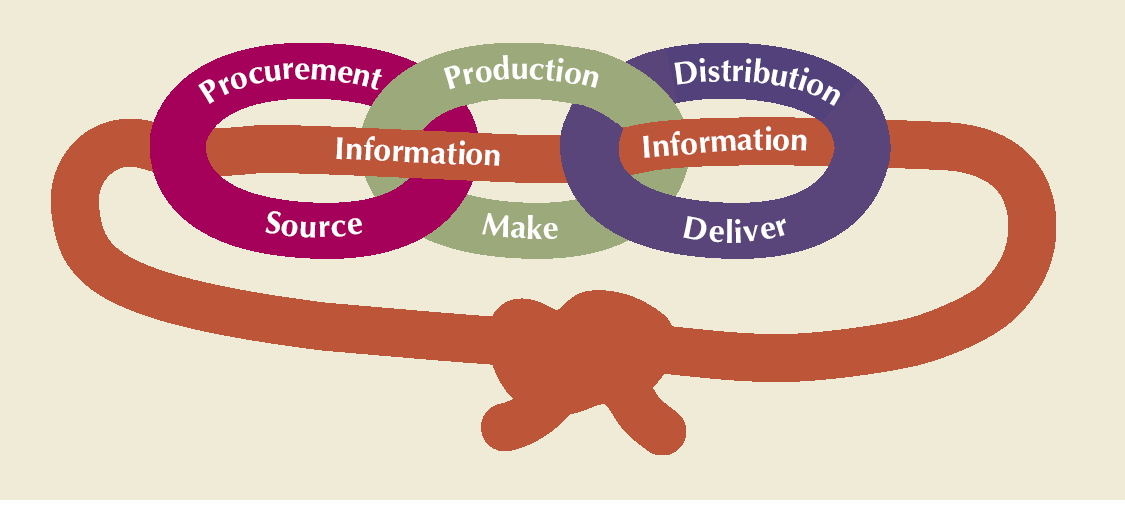 Procurement
Production
Distribution
Information
Information
Source
Make
Deliver